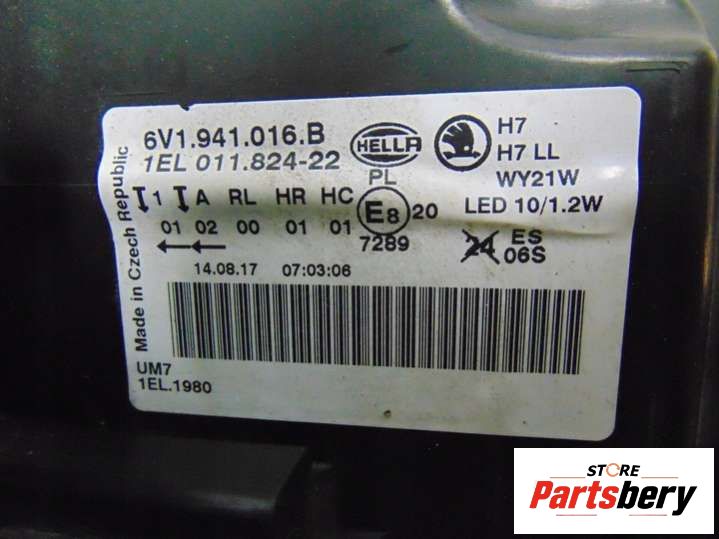 6V1.941.016.B
1EL 011.824-22
HELLA
H7
H7 LL
PL
WY21W
LED 10/1.2W
1 A RL HR HC
01 02 00 01 01
E8 20
7289
24 ES
06S
14.08.17 07:03:06
UM7
1EL.1980
Made in Czech Republic
STORE
Partsbery